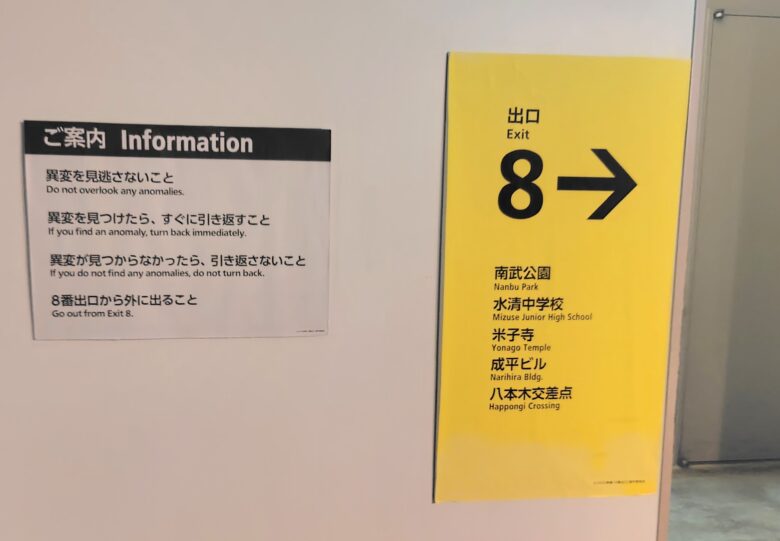 ご案内 Information
異変を見逃さないこと
Do not overlook any anomalies.
異変を見つけたら、すぐに引き返すこと
If you find an anomaly, turn back immediately.
異変が見つからなかったら、引き返さないこと
If you do not find any anomalies, do not turn back.
8番出口から外に出ること
Go out from Exit 8.
出口
Exit
8→
南武公園
Nanbu Park
水清中学校
Mizuse Junior High School
米子寺
Yonago Temple
成平ビル
Narihira Bldg.
八本木交差点
Happongi Crossing